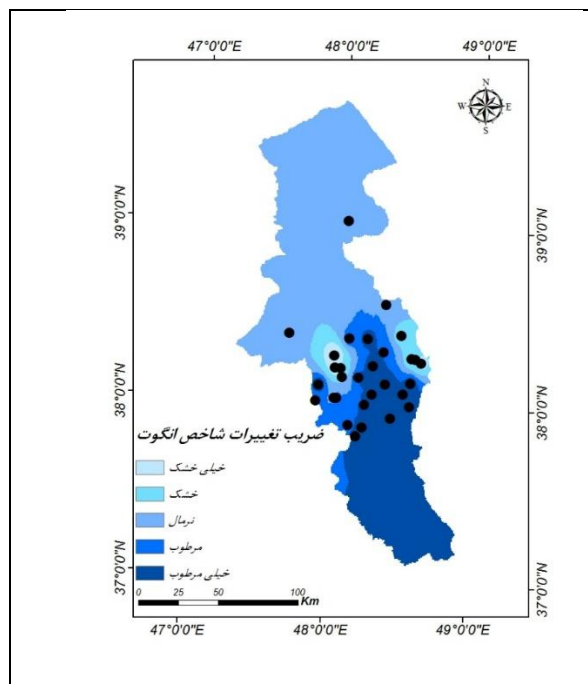 47°0'0"E 48°0'0"E 49°0'0"E
N
W E
S
39°0'0"N 39°0'0"N
38°0'0"N 38°0'0"N
ضریب تغییرات شاخص انگوت
خیلی خشک
خشک
نرمال
مرطوب
خیلی مرطوب
37°0'0"N 37°0'0"N
0 25 50 100
Km
47°0'0"E 48°0'0"E 49°0'0"E